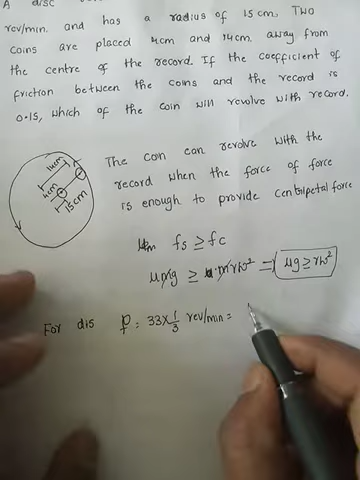 A disc
rev/min. and has a radius of 15 cm. Two
coins are placed 4cm and 14cm away from
the centre of the record. If the coefficient of
friction between the coins and the record is
0.15, which of the coin will revolve with record.
14cm
4cm
15cm
The coin can revolve with the
record when the force of force
is enough to provide centripetal force
fs ≥ fc
μmg ≥ mrω² ⇒ μg ≥ rω²
For dis = 33×1/3 rev/min =